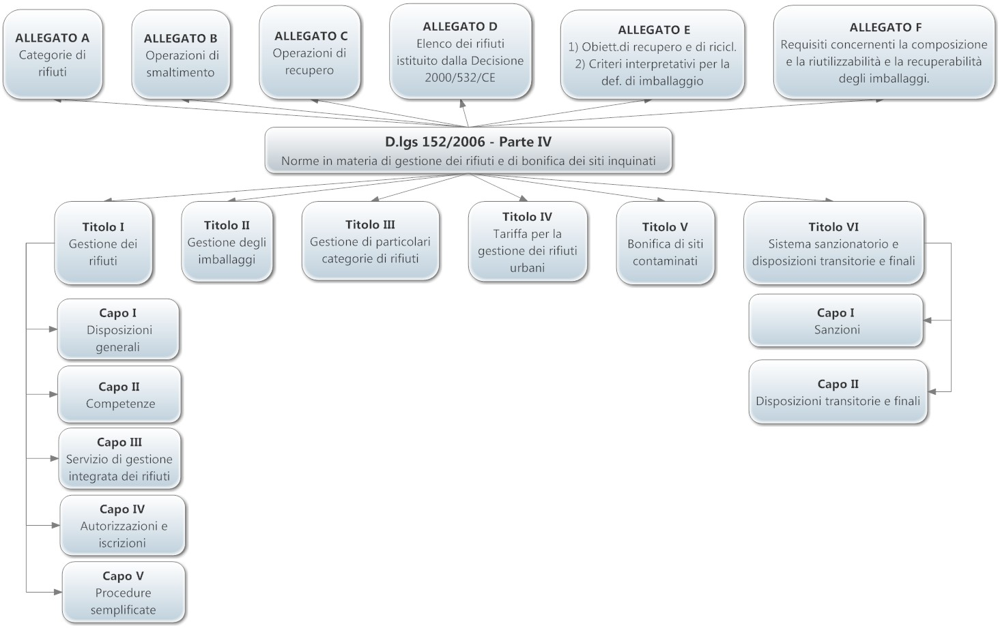 ALLEGATO A
Categorie di
rifiuti
ALLEGATO B
Operazioni di
smaltimento
ALLEGATO C
Operazioni di
recupero
ALLEGATO D
Elenco dei rifiuti
istituito dalla Decisione
2000/532/CE
ALLEGATO E
1) Obiett.di recupero e di ricicl.
2) Criteri interpretativi per la
def. di imballaggio
ALLEGATO F
Requisiti concernenti la composizione
e la riutilizzabilità e la recuperabilità
degli imballaggi.
D.lgs 152/2006 - Parte IV
Norme in materia di gestione dei rifiuti e di bonifica dei siti inquinati
Titolo I
Gestione dei
rifiuti
Titolo II
Gestione degli
imballaggi
Titolo III
Gestione di particolari
categorie di rifiuti
Titolo IV
Tariffa per la
gestione dei rifiuti
urbani
Titolo V
Bonifica di siti
contaminati
Titolo VI
Sistema sanzionatorio e
disposizioni transitorie e finali
Capo I
Disposizioni
generali
Capo II
Competenze
Capo III
Servizio di gestione
integrata dei rifiuti
Capo IV
Autorizzazioni e
iscrizioni
Capo V
Procedure
semplificate
Capo I
Sanzioni
Capo II
Disposizioni transitorie e finali